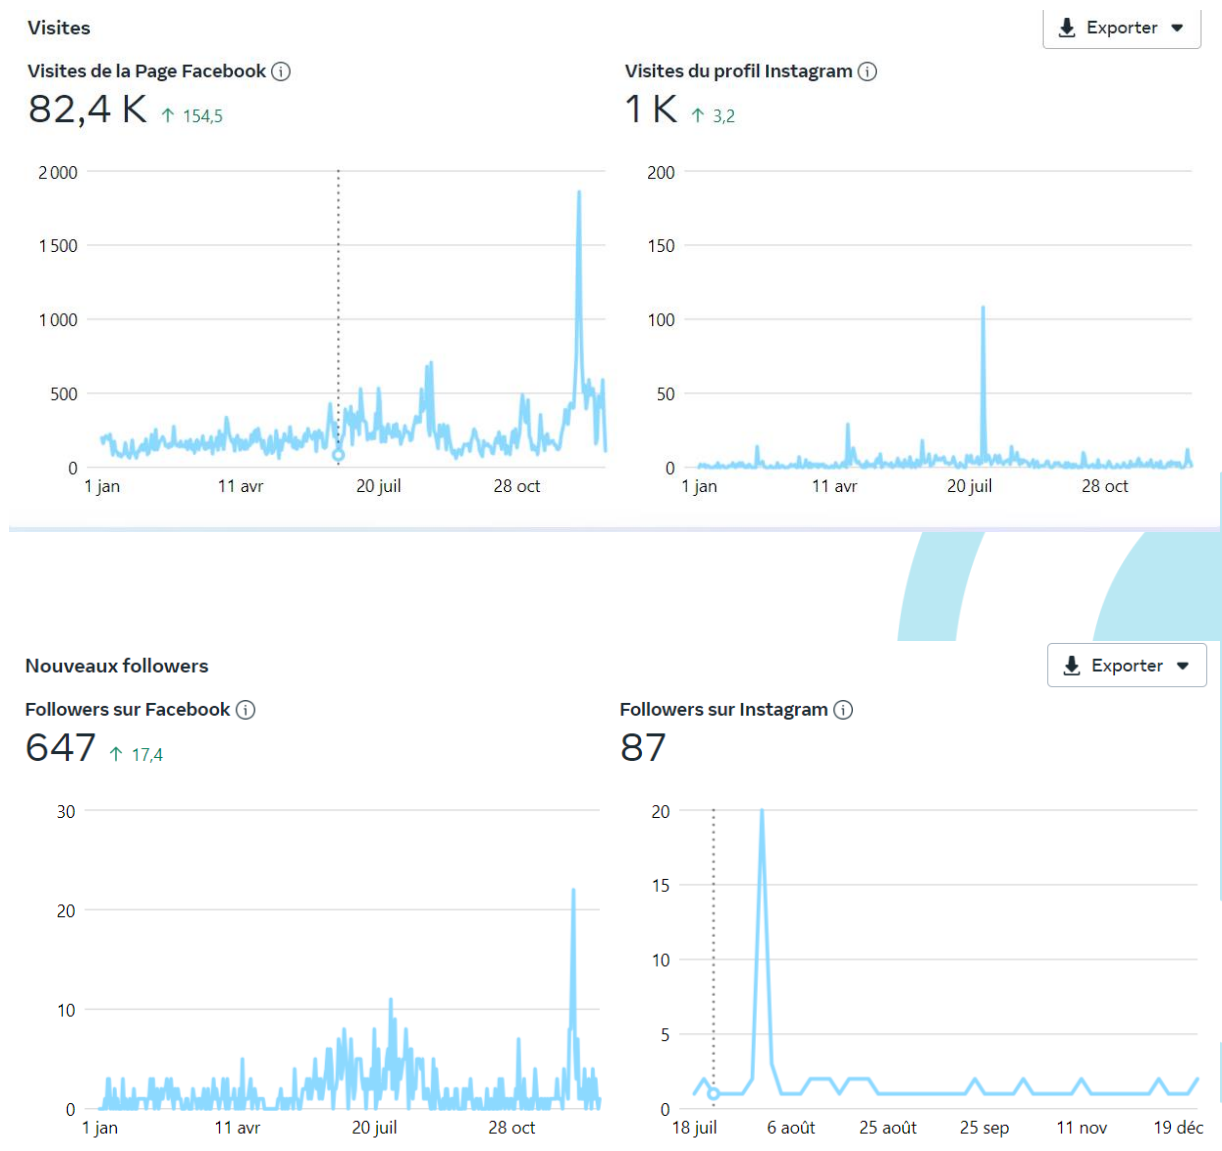 Visites
Exporter
Visites de la Page Facebook
82,4 K ↑ 154,5
2 000
1 500
1 000
500
0
1 jan 11 avr 20 juil 28 oct
Visites du profil Instagram
1 K ↑ 3,2
200
150
100
50
0
1 jan 11 avr 20 juil 28 oct
Nouveaux followers
Exporter
Followers sur Facebook
647 ↑ 17,4
30
20
10
0
1 jan 11 avr 20 juil 28 oct
Followers sur Instagram
87
20
15
10
5
0
18 juil 6 août 25 août 25 sep 11 nov 19 déc